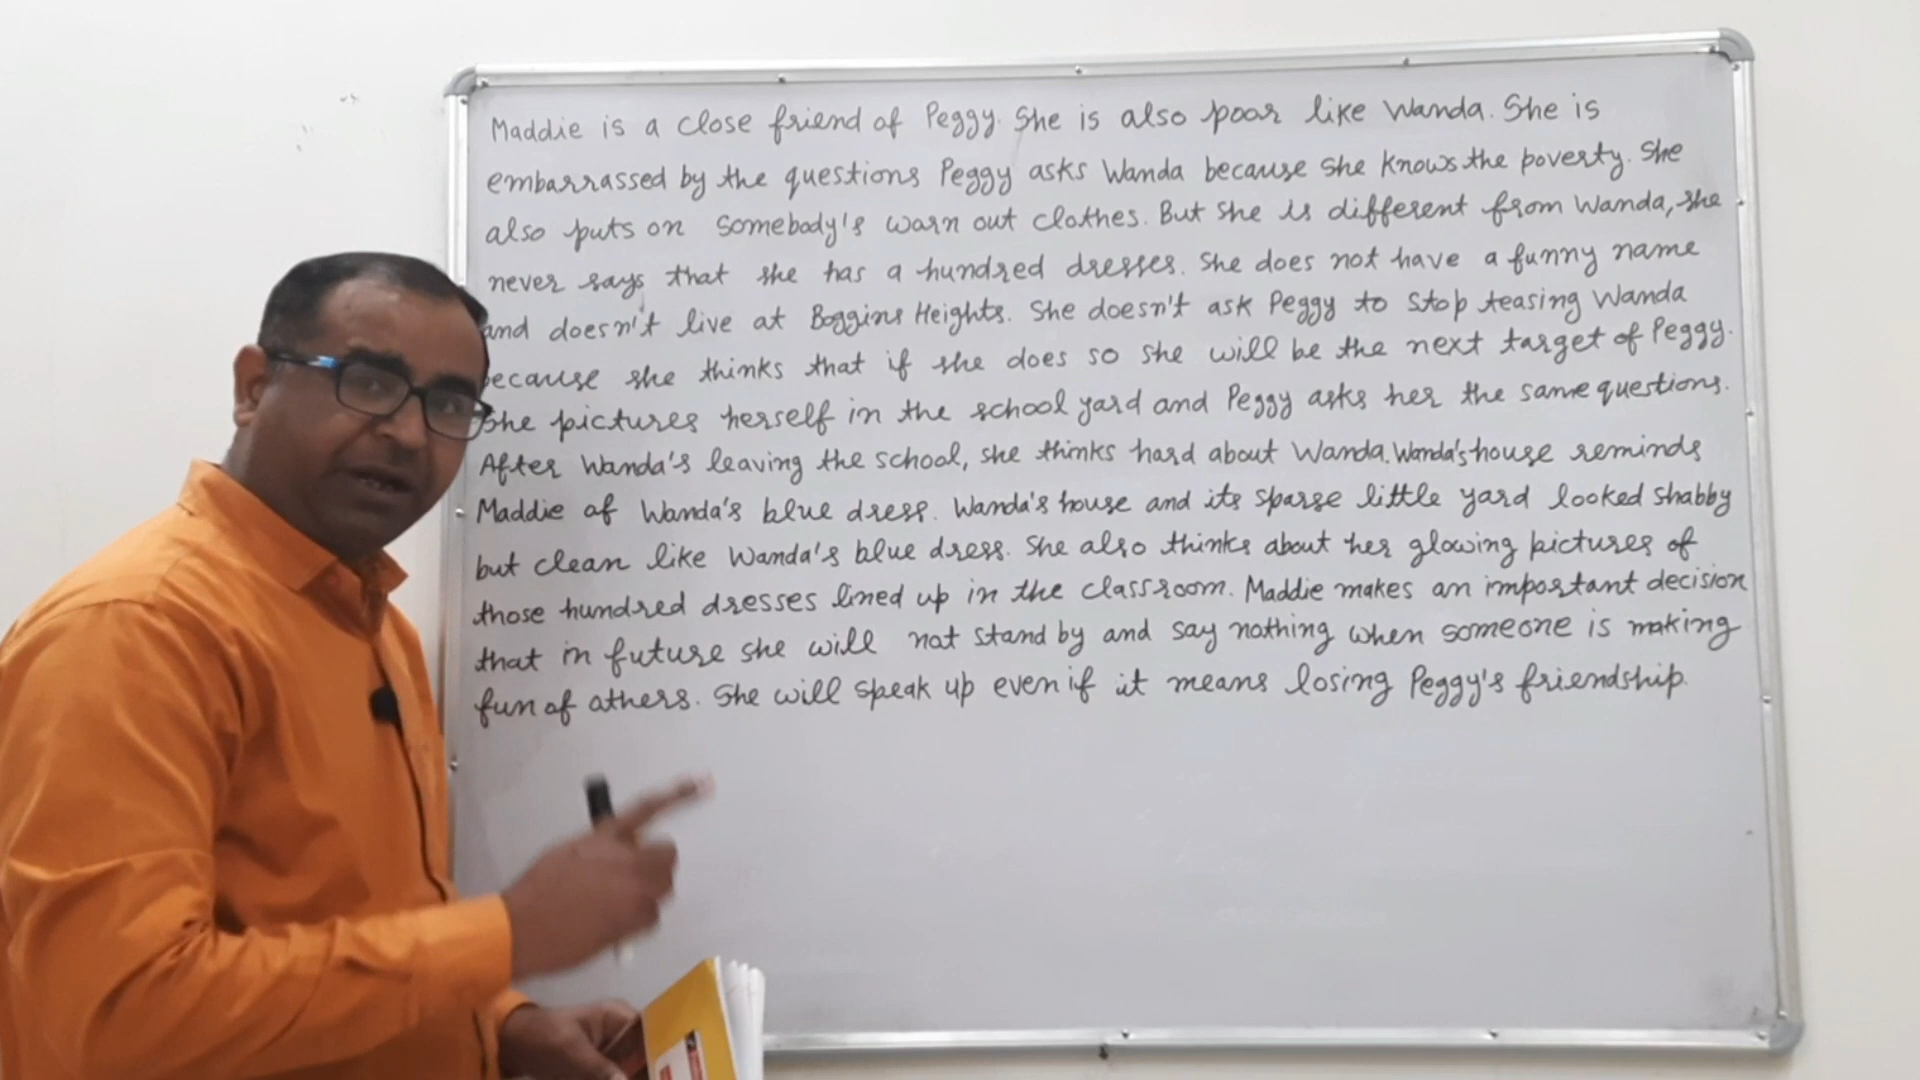 Maddie is a close friend of Peggy. She is also poor like Wanda. She is
embarrassed by the questions Peggy asks Wanda because she knows the poverty. She
also puts on somebody's warn out clothes. But she is different from Wanda, she
never says that she has a hundred dresses. She does not have a funny name
and doesn't live at Boggins Heights. She doesn't ask Peggy to stop teasing Wanda
because she thinks that if she does so she will be the next target of Peggy.
She pictures herself in the school yard and Peggy asks her the same questions.
After Wanda's leaving the school, she thinks hard about Wanda. Wanda's house reminds
Maddie of Wanda's blue dress. Wanda's house and its sparse little yard looked shabby
but clean like Wanda's blue dress. She also thinks about her glowing pictures of
those hundred dresses lined up in the classroom. Maddie makes an important decision
that in future she will not stand by and say nothing when someone is making
fun of others. She will speak up even if it means losing Peggy's friendship.